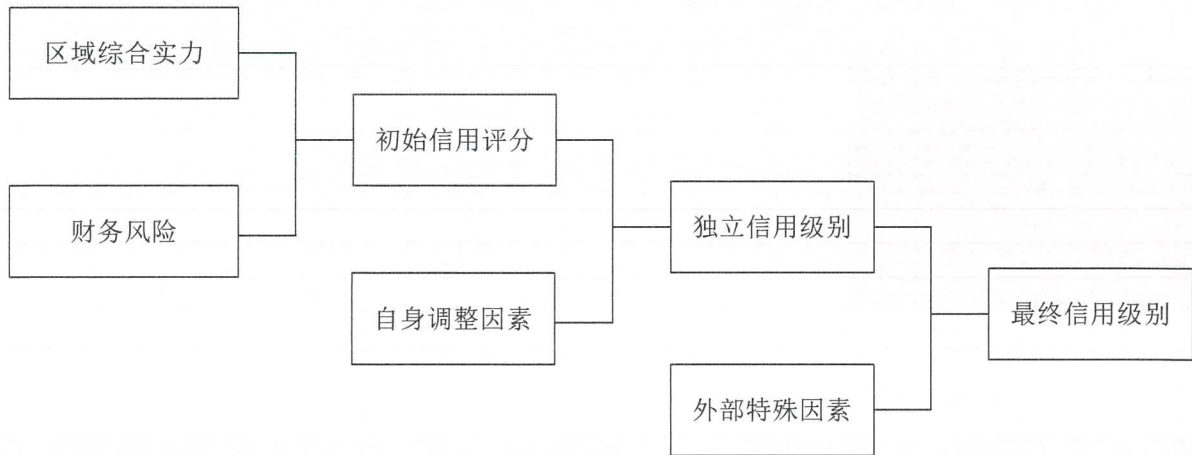 区域综合实力
初始信用评分
财务风险
独立信用级别
自身调整因素
最终信用级别
外部特殊因素